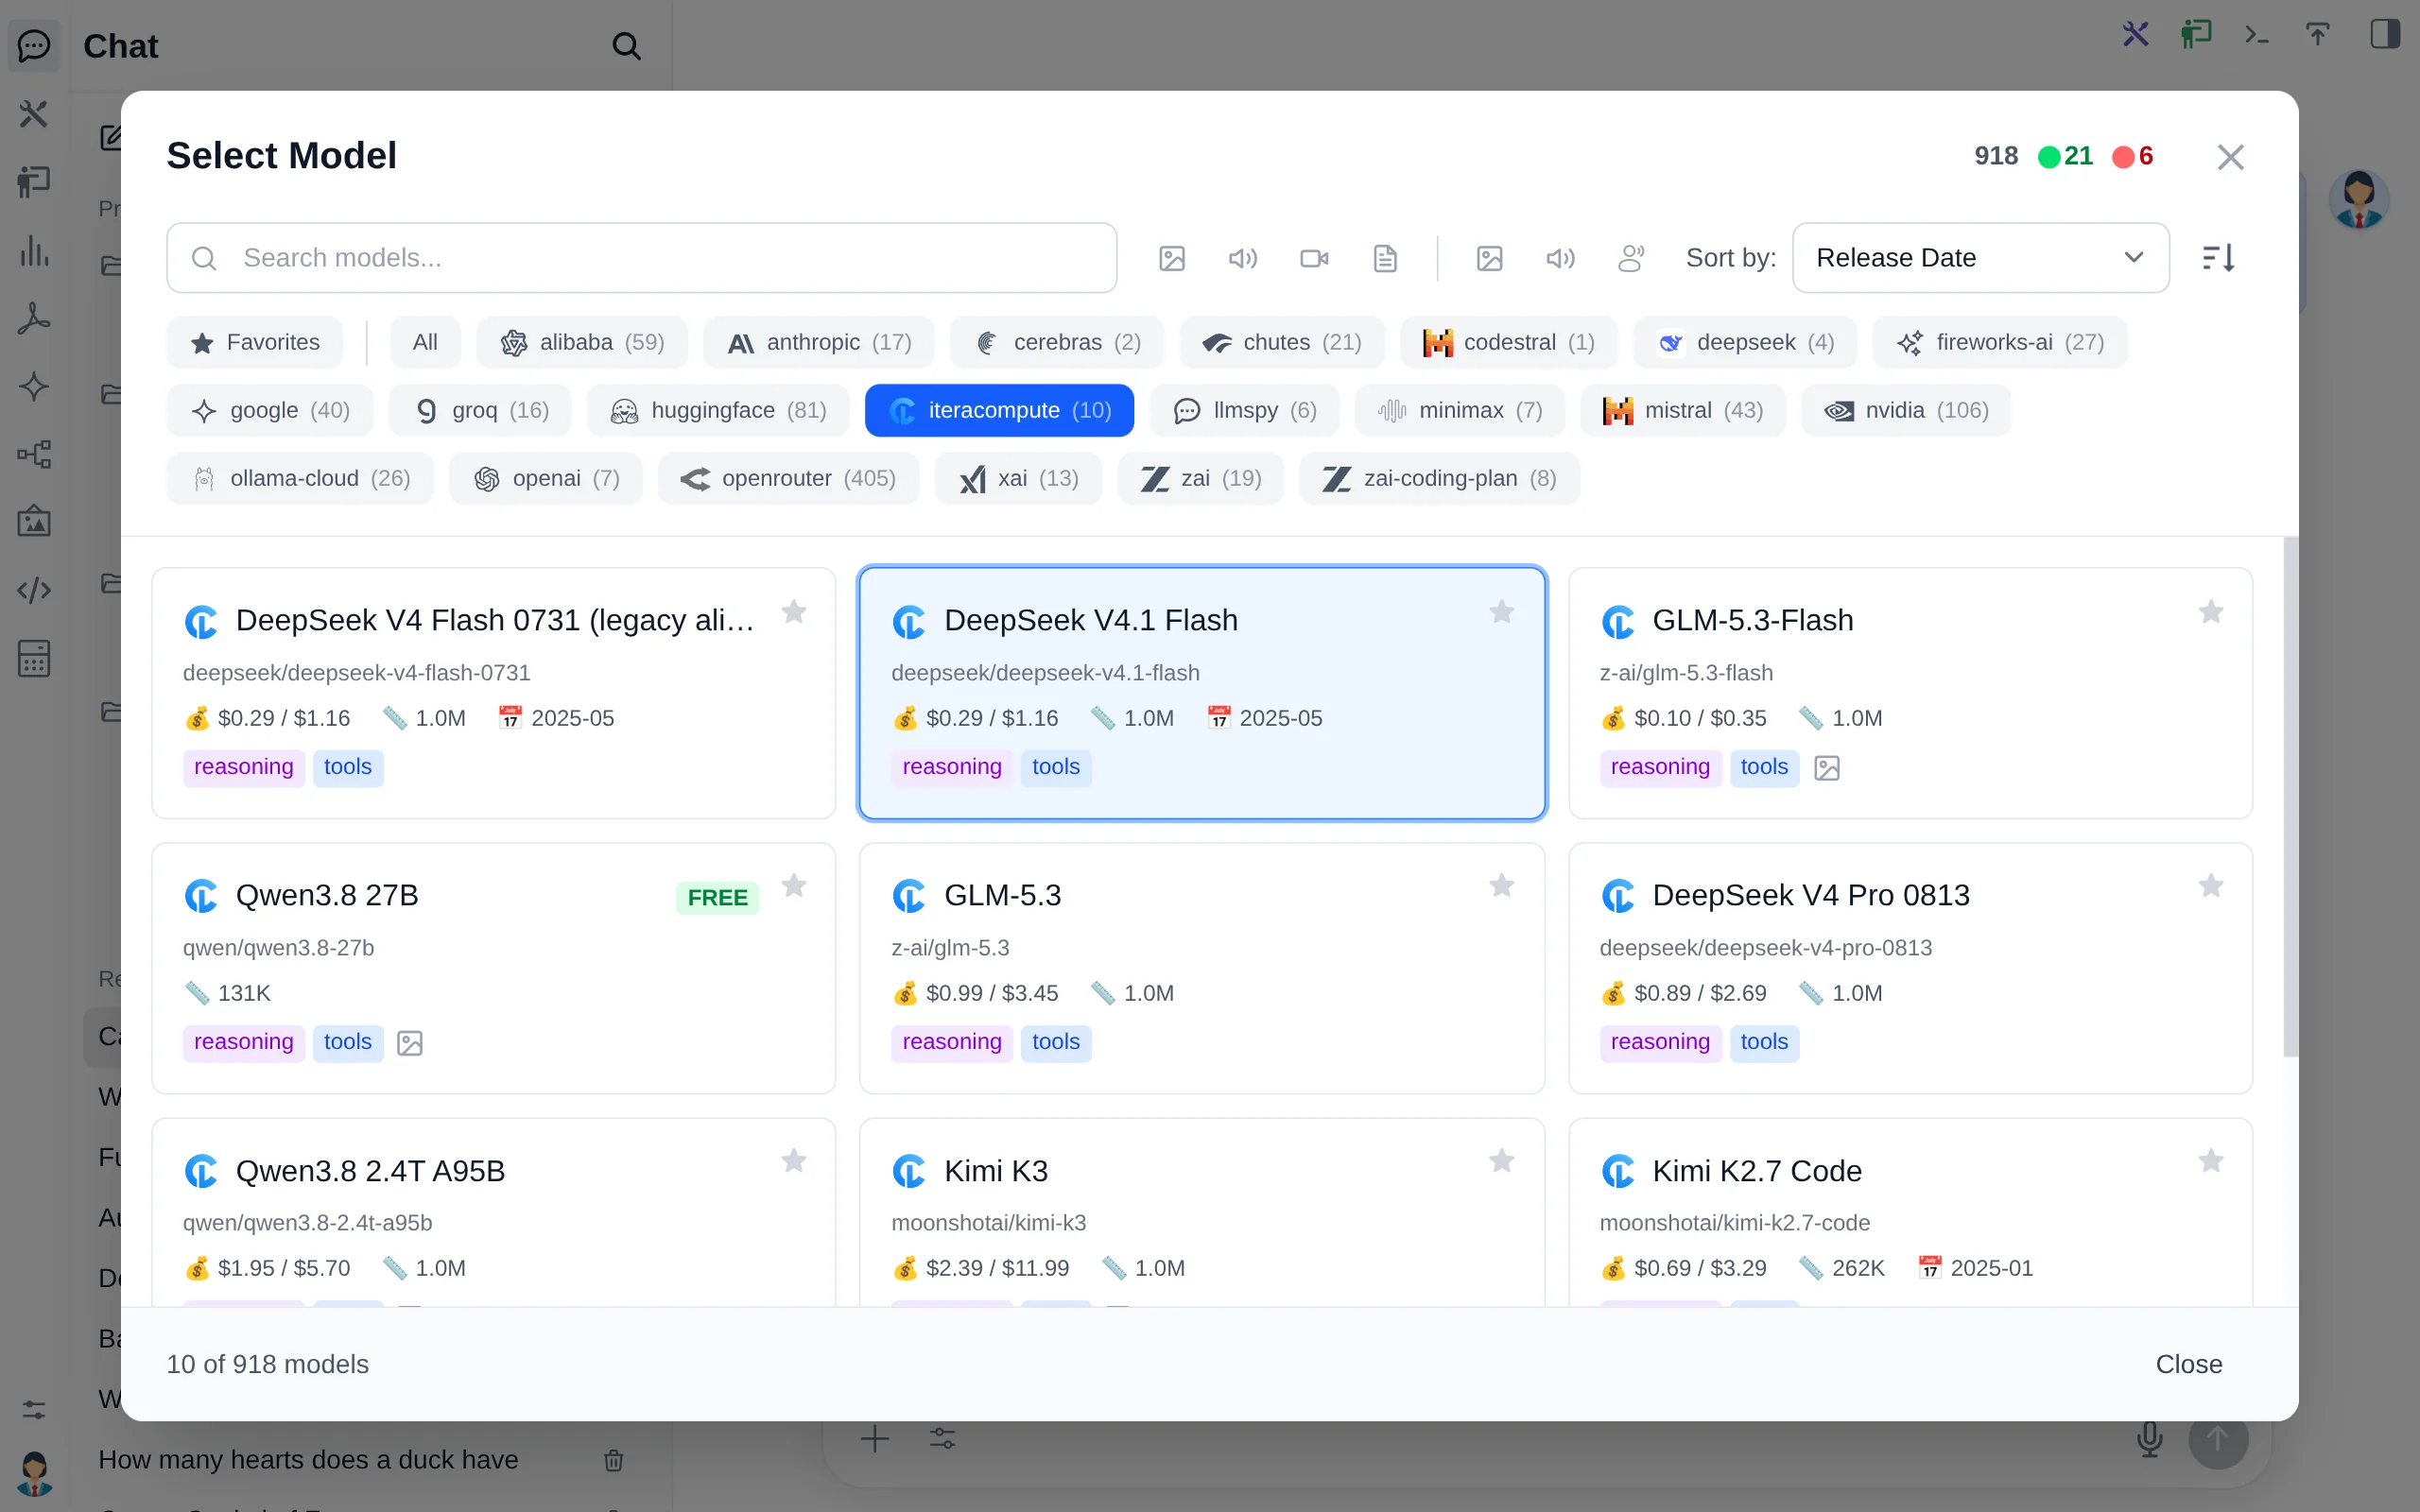 Chat
Select Model
918 21 6
Search models...
Sort by: Release Date
Favorites All alibaba (59) anthropic (17) cerebras (2) chutes (21) codestral (1) deepseek (4) fireworks-ai (27)
google (40) groq (16) huggingface (81) iteracompute (10) llmspy (6) minimax (7) mistral (43) nvidia (106)
ollama-cloud (26) openai (7) openrouter (405) xai (13) zai (19) zai-coding-plan (8)
DeepSeek V4 Flash 0731 (legacy ali...
deepseek/deepseek-v4-flash-0731
$0.29 / $1.16 1.0M 2025-05
reasoning tools
DeepSeek V4.1 Flash
deepseek/deepseek-v4.1-flash
$0.29 / $1.16 1.0M 2025-05
reasoning tools
GLM-5.3-Flash
z-ai/glm-5.3-flash
$0.10 / $0.35 1.0M
reasoning tools
Qwen3.8 27B FREE
qwen/qwen3.8-27b
131K
reasoning tools
GLM-5.3
z-ai/glm-5.3
$0.99 / $3.45 1.0M
reasoning tools
DeepSeek V4 Pro 0813
deepseek/deepseek-v4-pro-0813
$0.89 / $2.69 1.0M
reasoning tools
Qwen3.8 2.4T A95B
qwen/qwen3.8-2.4t-a95b
$1.95 / $5.70 1.0M
Kimi K3
moonshotai/kimi-k3
$2.39 / $11.99 1.0M
Kimi K2.7 Code
moonshotai/kimi-k2.7-code
$0.69 / $3.29 262K 2025-01
10 of 918 models
Close
How many hearts does a duck have